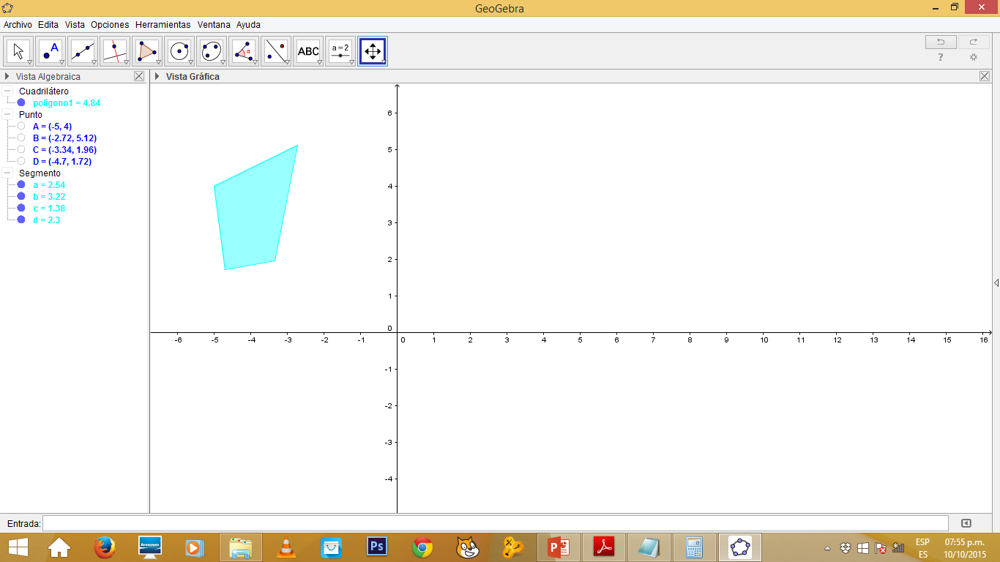 GeoGebra
Archivo Edita Vista Opciones Herramientas Ventana Ayuda
A
α
ABC
a = 2
?
Vista Algebraica
Vista Gráfica
Cuadrilátero
polígono1 = 4.84
Punto
A = (-5, 4)
B = (-2.72, 5.12)
C = (-3.34, 1.96)
D = (-4.7, 1.72)
Segmento
a = 2.54
b = 3.22
c = 1.38
d = 2.3
6
5
4
3
2
1
0
-6 -5 -4 -3 -2 -1 0 1 2 3 4 5 6 7 8 9 10 11 12 13 14 15 16
-1
-2
-3
-4
Entrada:
lenovo
Ps
ESP
ES
07:55 p.m.
10/10/2015